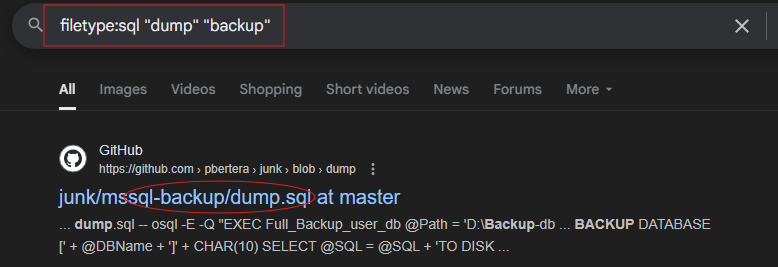 filetype:sql "dump" "backup"
All Images Videos Shopping Short videos News Forums More
GitHub
https://github.com › pbertera › junk › blob › dump
junk/mssql-backup/dump.sql at master
... dump.sql -- osql -E -Q "EXEC Full_Backup_user_db @Path = 'D:\Backup-db ... BACKUP DATABASE
[' + @DBName + ']' + CHAR(10) SELECT @SQL = @SQL + 'TO DISK ...